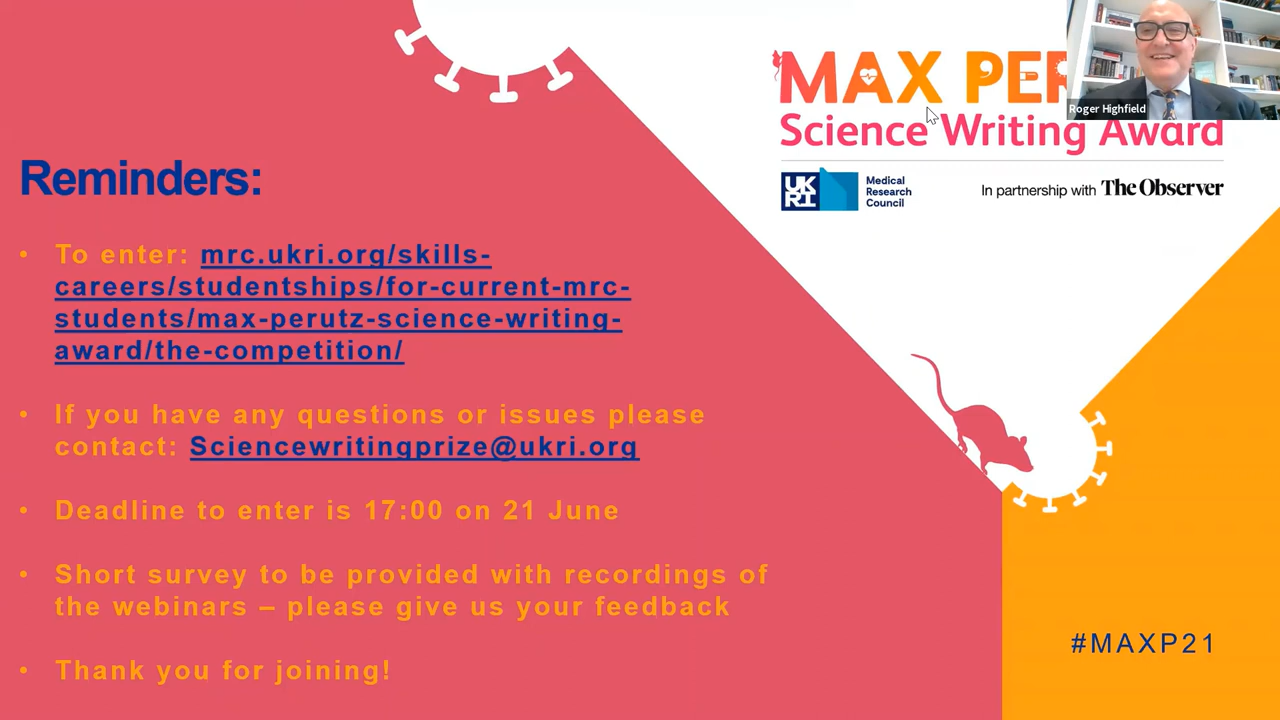 MAX PER
Roger Highfield
Science Writing Award
UK
RI
Medical
Research
Council
In partnership with The Observer
Reminders:
• To enter: mrc.ukri.org/skills-
careers/studentships/for-current-mrc-
students/max-perutz-science-writing-
award/the-competition/
• If you have any questions or issues please
contact: Sciencewritingprize@ukri.org
• Deadline to enter is 17:00 on 21 June
• Short survey to be provided with recordings of
the webinars – please give us your feedback
• Thank you for joining!
#MAXP21